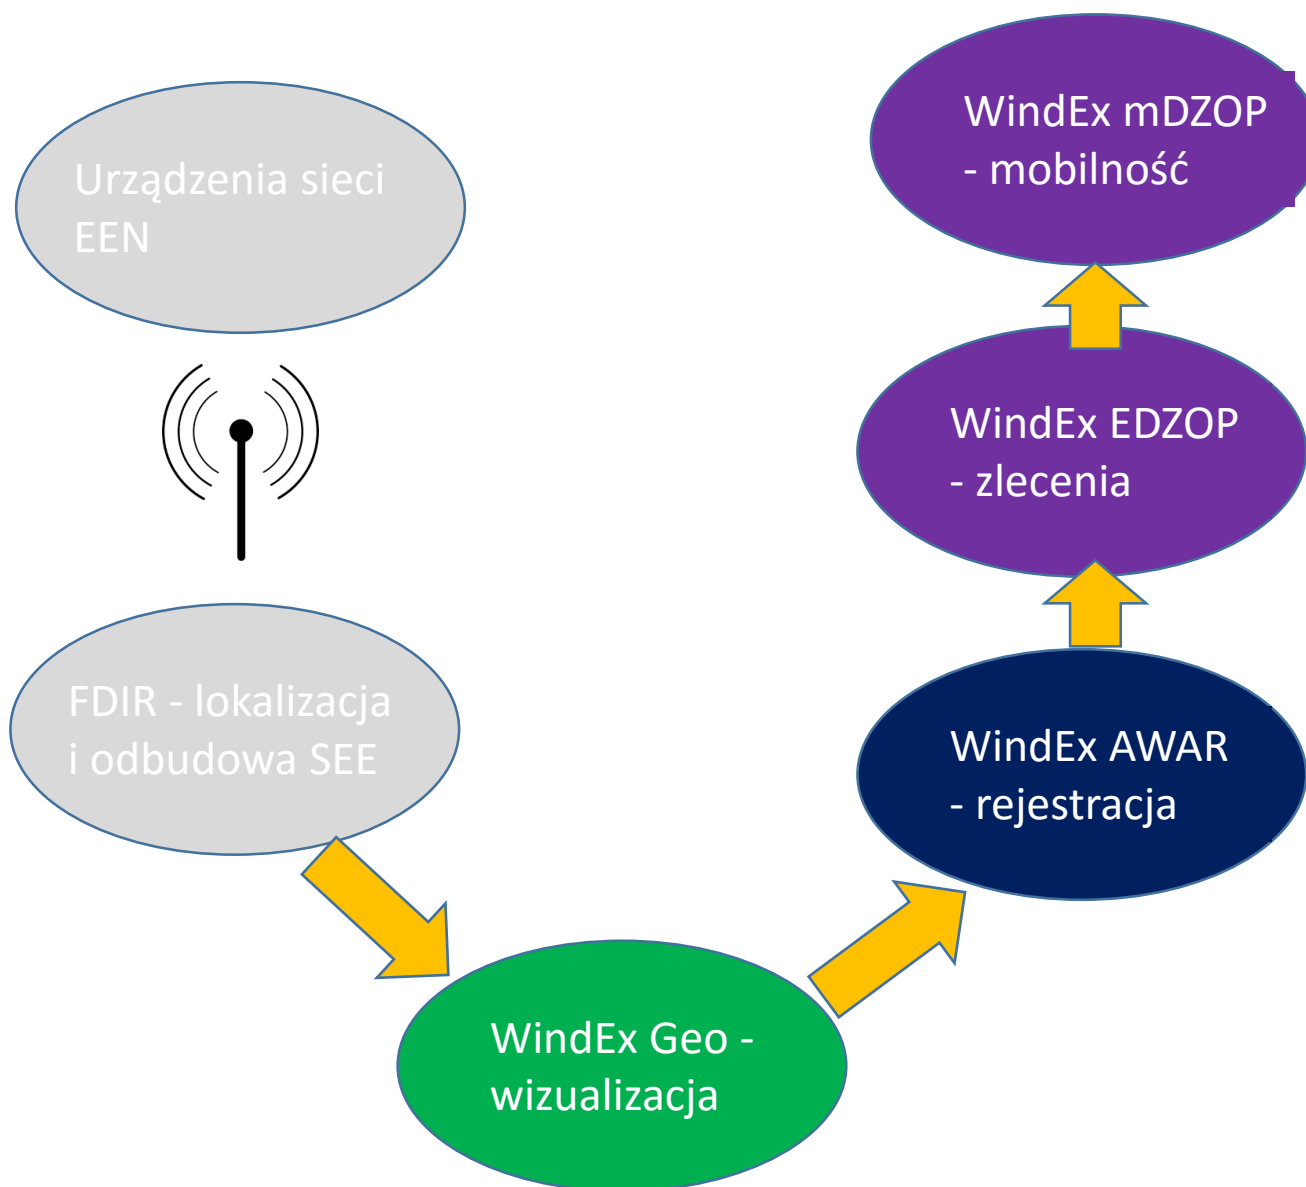 Urządzenia sieci
EEN
FDIR - lokalizacja
i odbudowa SEE
WindEx Geo -
wizualizacja
WindEx AWAR
- rejestracja
WindEx EDZOP
- zlecenia
WindEx mDZOP
- mobilność